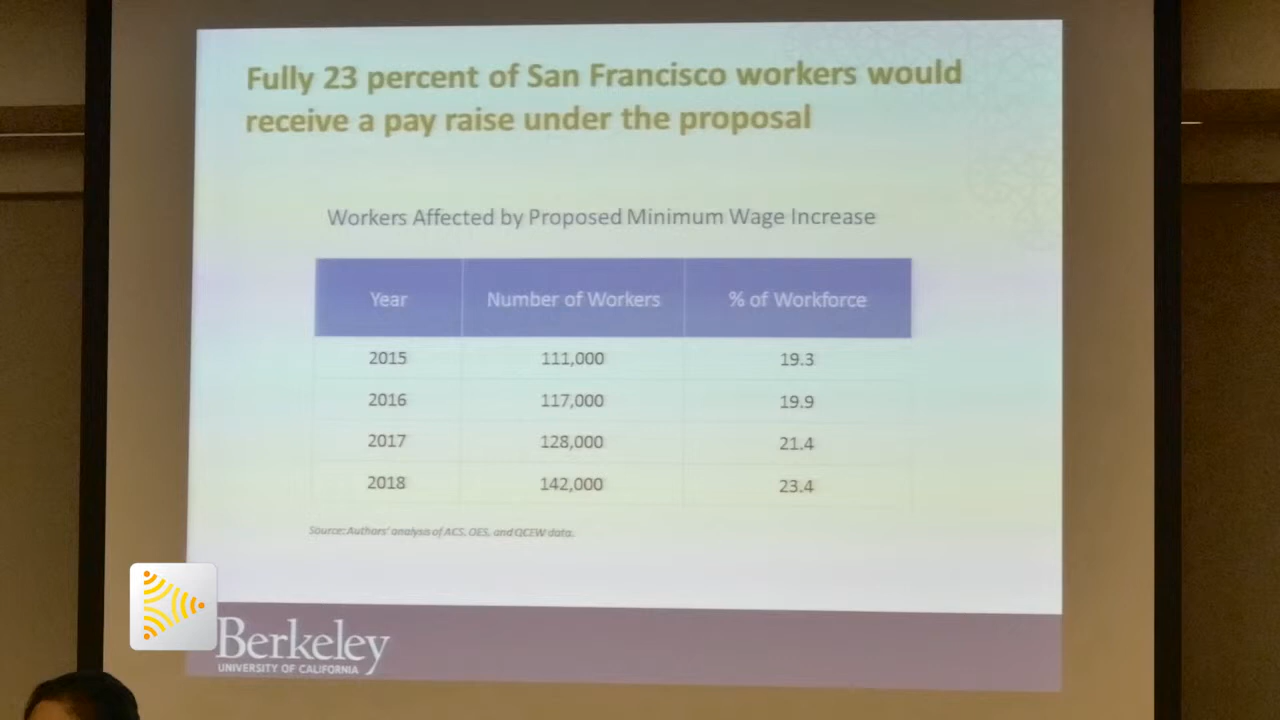 Fully 23 percent of San Francisco workers would
receive a pay raise under the proposal
Workers Affected by Proposed Minimum Wage Increase
Year Number of Workers % of Workforce
2015 111,000 19.3
2016 117,000 19.9
2017 128,000 21.4
2018 142,000 23.4
Source: Authors' analysis of ACS, OES, and QCEW data.
Berkeley
UNIVERSITY OF CALIFORNIA